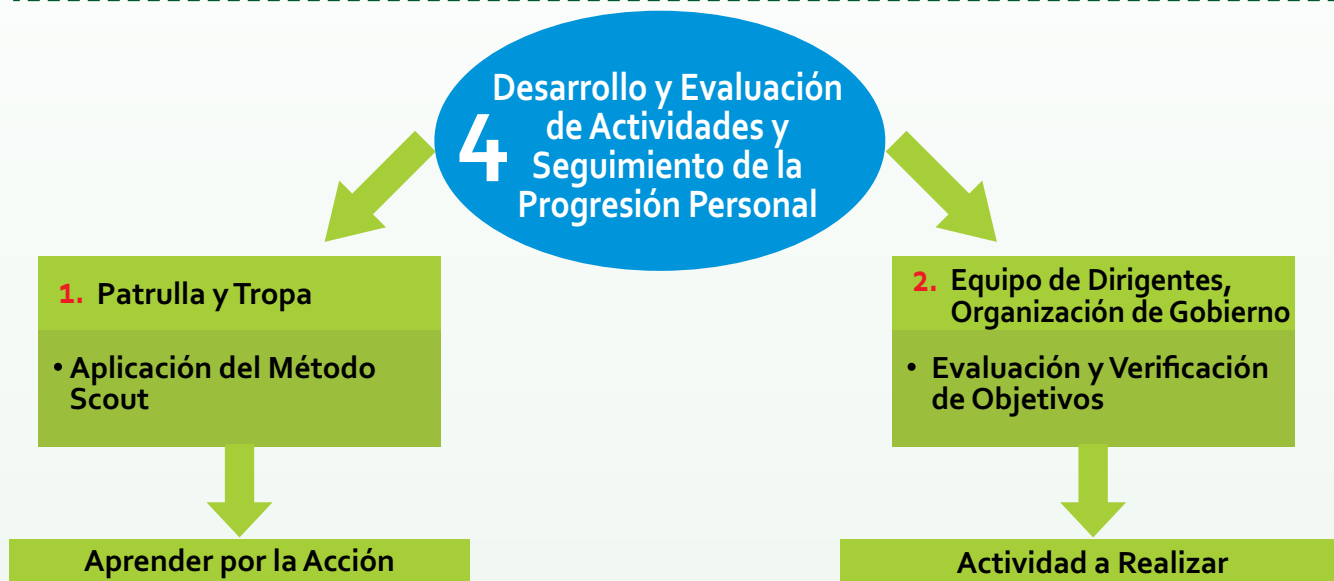 4
Desarrollo y Evaluación
de Actividades y
Seguimiento de la
Progresión Personal
1. Patrulla y Tropa
• Aplicación del Método
Scout
Aprender por la Acción
2. Equipo de Dirigentes,
Organización de Gobierno
• Evaluación y Verificación
de Objetivos
Actividad a Realizar